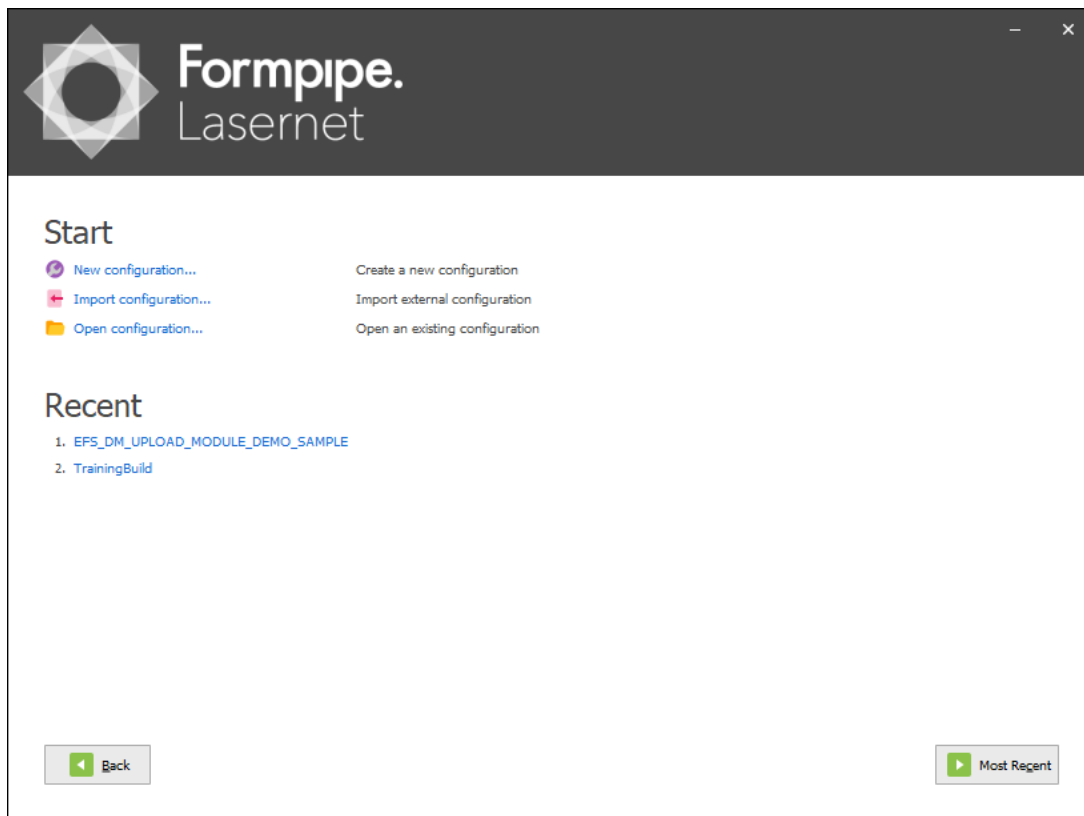 Formpipe.
Lasernet
Start
New configuration... Create a new configuration
Import configuration... Import external configuration
Open configuration... Open an existing configuration
Recent
1. EFS_DM_UPLOAD_MODULE_DEMO_SAMPLE
2. TrainingBuild
Back Most Recent